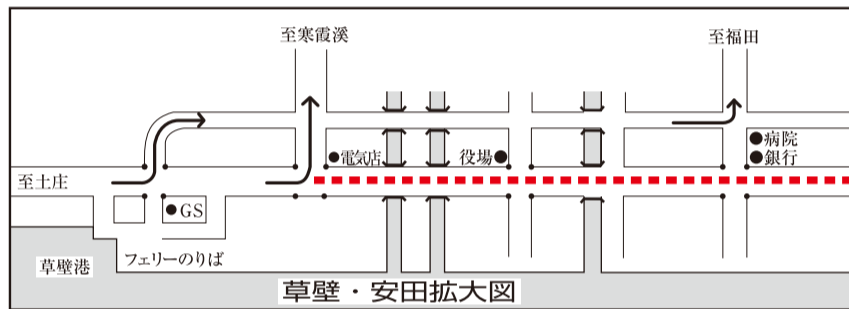 至寒霞渓
至福田
電気店
役場
病院
銀行
至土庄
GS
フェリーのりば
草壁港
草壁・安田拡大図